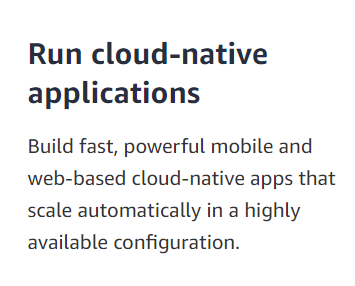 Run cloud-native
applications
Build fast, powerful mobile and
web-based cloud-native apps that
scale automatically in a highly
available configuration.